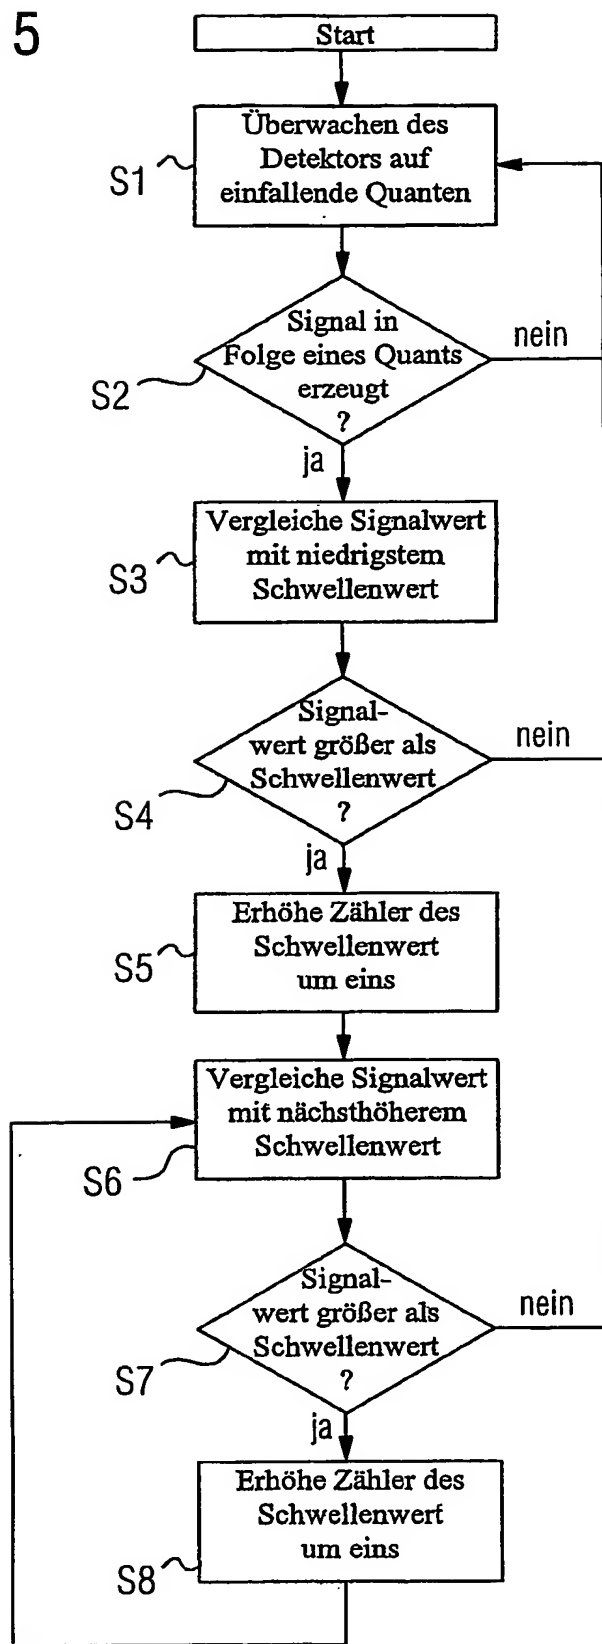 5
Start
Überwachen des
Detektors auf
einfallende Quanten
S1
Signal in
Folge eines Quants
erzeugt
?
nein
S2
ja
Vergleiche Signalwert
mit niedrigstem
Schwellenwert
S3
Signal-
wert größer als
Schwellenwert
?
nein
S4
ja
Erhöhe Zähler des
Schwellenwert
um eins
S5
Vergleiche Signalwert
mit nächsthöherem
Schwellenwert
S6
Signal-
wert größer als
Schwellenwert
?
nein
S7
ja
Erhöhe Zähler des
Schwellenwert
um eins
S8